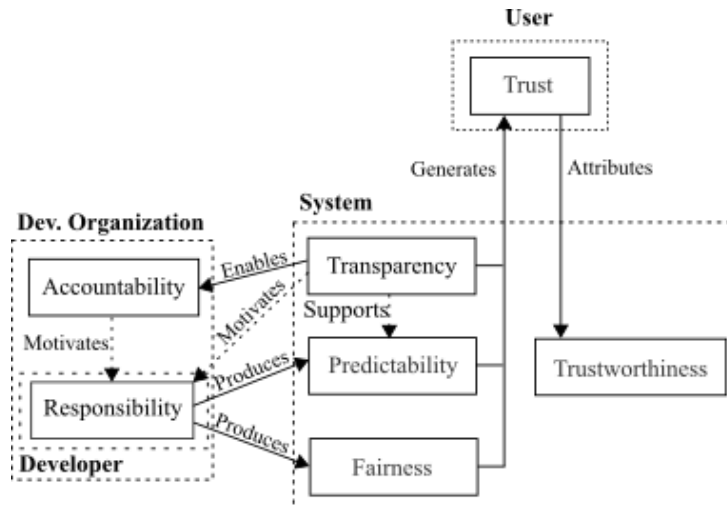 User
Trust
Generates
Attributes
Dev. Organization
System
Accountability
Enables
Transparency
Motivates
Motivates
Supports
Responsibility
Produces
Predictability
Trustworthiness
Produces
Developer
Fairness